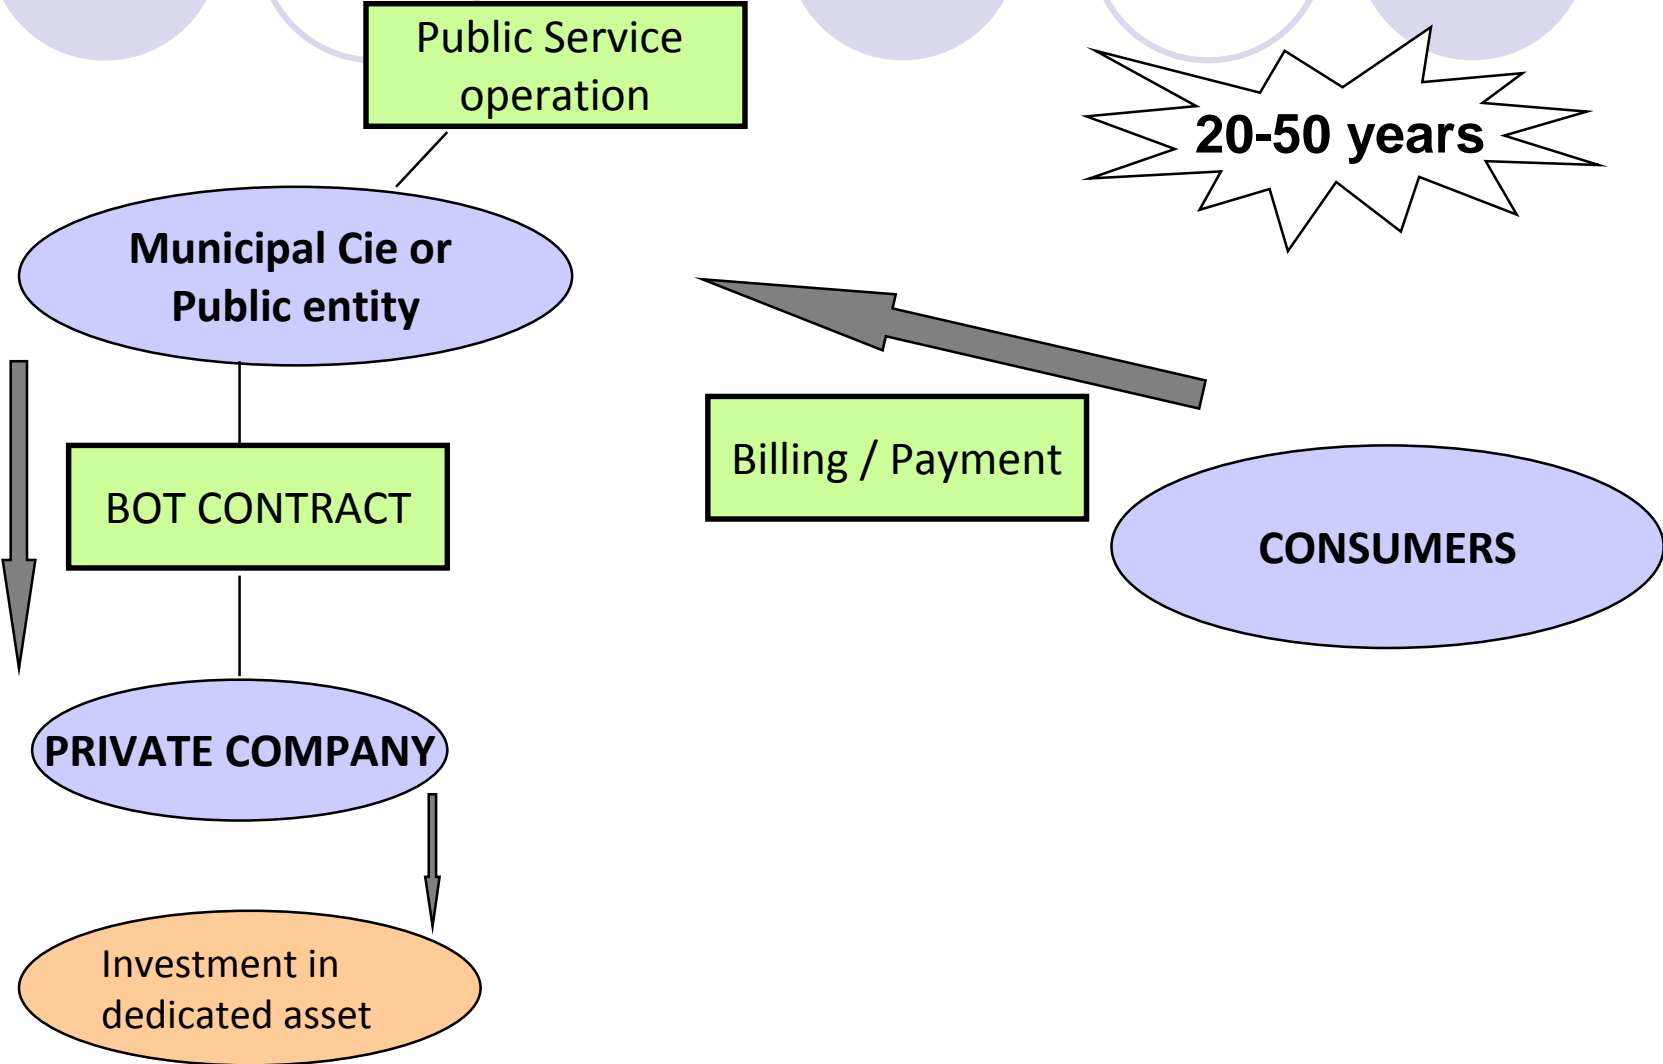 Public Service
operation
20-50 years
Municipal Cie or
Public entity
Billing / Payment
BOT CONTRACT
CONSUMERS
PRIVATE COMPANY
Investment in
dedicated asset